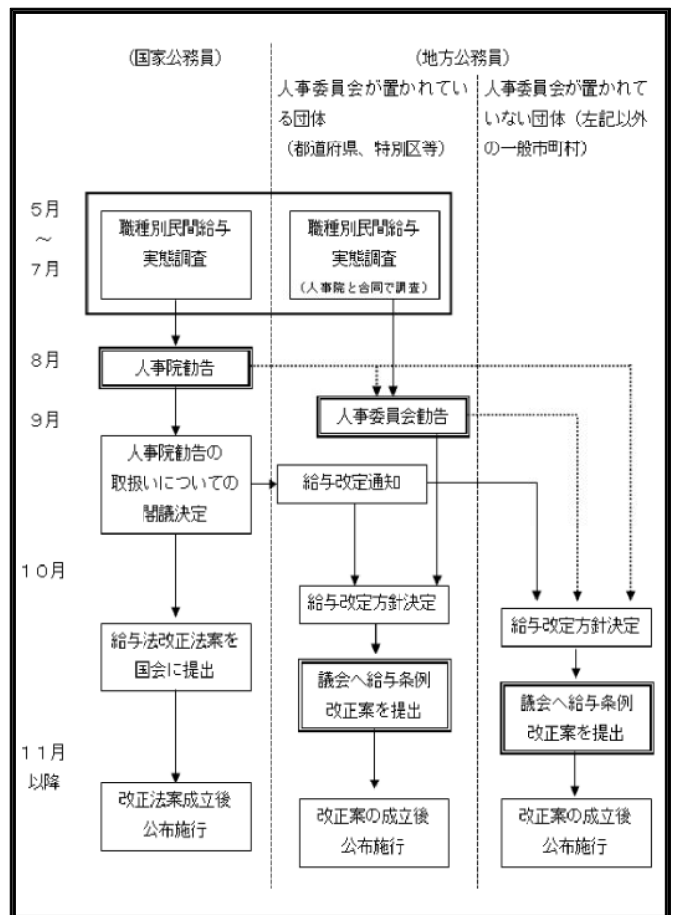 （国家公務員）
（地方公務員）
人事委員会が置かれてい
る団体
（都道府県、特別区等）
人事委員会が置かれて
いない団体（左記以外
の一般市町村）
５月
～
７月
職種別民間給与
実態調査
職種別民間給与
実態調査
（人事院と合同で調査）
８月
人事院勧告
９月
人事委員会勧告
人事院勧告の
取扱いについての
閣議決定
給与改定通知
１０月
給与改定方針決定
給与改定方針決定
給与法改正法案を
国会に提出
議会へ給与条例
改正案を提出
議会へ給与条例
改正案を提出
１１月
以降
改正法案成立後
公布施行
改正案の成立後
公布施行
改正案の成立後
公布施行